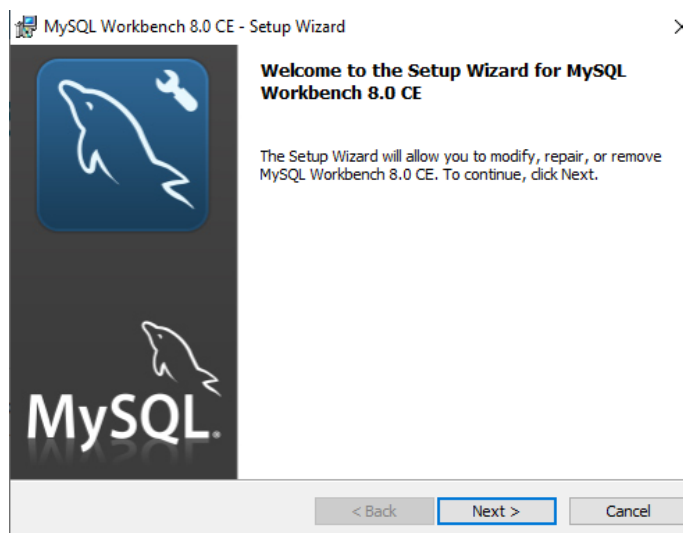 MySQL Workbench 8.0 CE - Setup Wizard
Welcome to the Setup Wizard for MySQL
Workbench 8.0 CE
The Setup Wizard will allow you to modify, repair, or remove
MySQL Workbench 8.0 CE. To continue, click Next.
MySQL®
< Back
Next >
Cancel